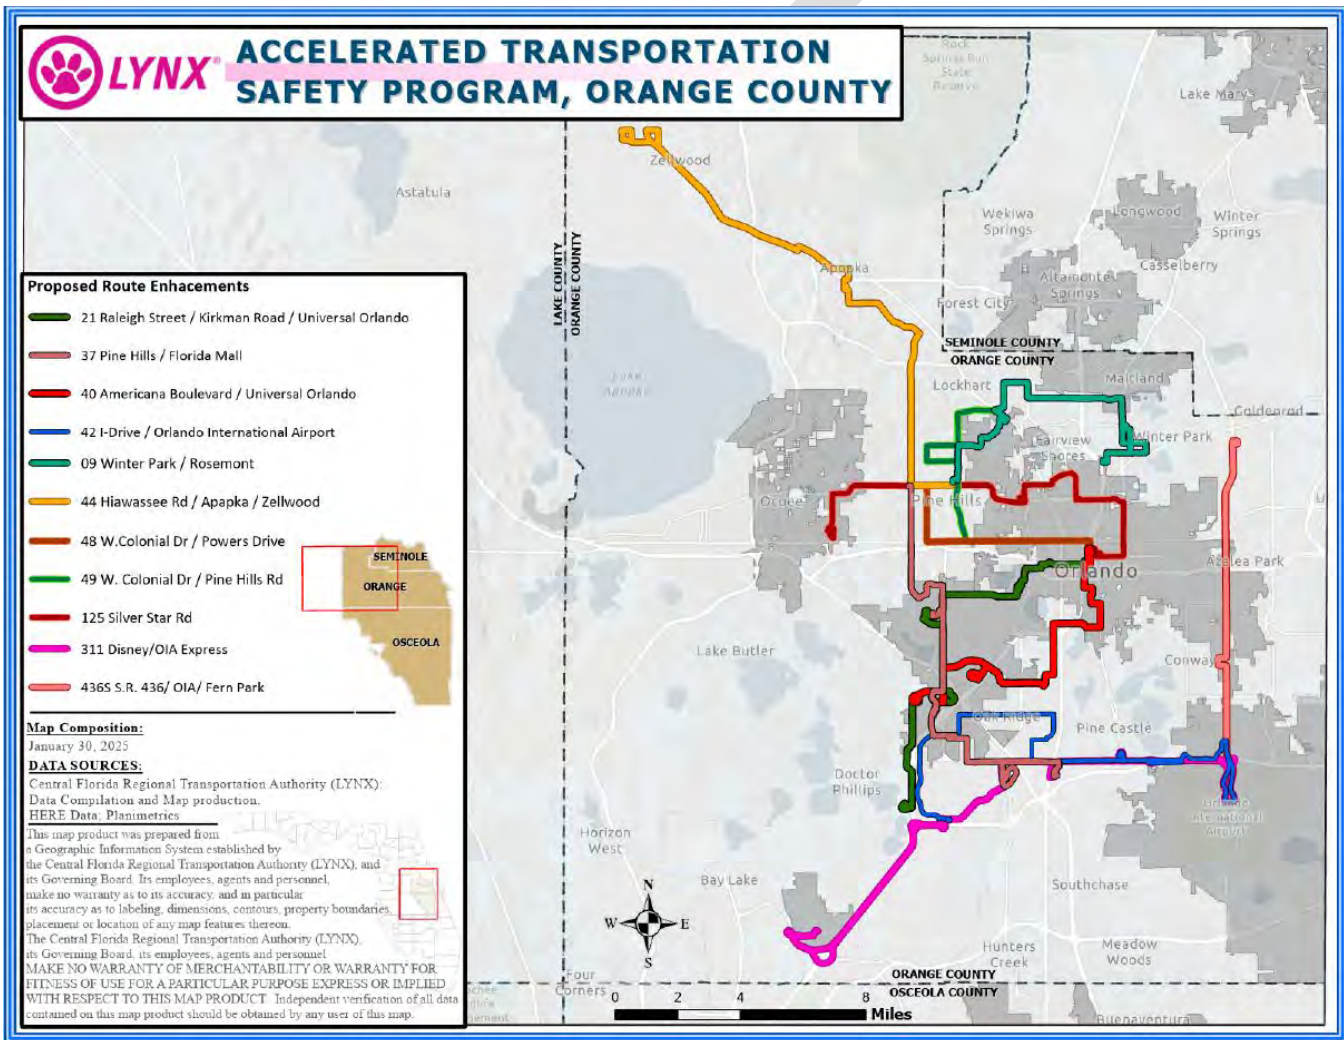 LYNX®
ACCELERATED TRANSPORTATION
SAFETY PROGRAM, ORANGE COUNTY
Rock
Springs Run
State
Reserve
Lake Mary
Zellwood
Astatula
Wekiwa
Springs
Longwood
Winter
Springs
Casselberry
Apopka
Altamonte
Springs
Forest City
LAKE COUNTY
ORANGE COUNTY
SEMINOLE COUNTY
ORANGE COUNTY
Lake
Apopka
Lockhart
Maitland
Goldenrod
Fairview
Shores
Winter Park
Ocoee
Pine Hills
Orlando
Azalea Park
Lake Butler
Conway
Oak Ridge
Pine Castle
Doctor
Phillips
Orlando
International
Airport
Horizon
West
Bay Lake
Southchase
Hunters
Creek
Meadow
Woods
Four
Corners
ORANGE COUNTY
OSCEOLA COUNTY
Buenaventura
N
W
E
S
0 2 4 8
Miles
Proposed Route Enhacements
21 Raleigh Street / Kirkman Road / Universal Orlando
37 Pine Hills / Florida Mall
40 Americana Boulevard / Universal Orlando
42 I-Drive / Orlando International Airport
09 Winter Park / Rosemont
44 Hiawassee Rd / Apapka / Zellwood
48 W.Colonial Dr / Powers Drive
49 W. Colonial Dr / Pine Hills Rd
125 Silver Star Rd
311 Disney/OIA Express
436S S.R. 436/ OIA/ Fern Park
SEMINOLE
ORANGE
OSCEOLA
Map Composition:
January 30, 2025
DATA SOURCES:
Central Florida Regional Transportation Authority (LYNX):
Data Compilation and Map production.
HERE Data; Planimetrics
This map product was prepared from
a Geographic Information System established by
the Central Florida Regional Transportation Authority (LYNX), and
its Governing Board. Its employees, agents and personnel,
make no warranty as to its accuracy, and in particular
its accuracy as to labeling, dimensions, contours, property boundaries,
placement or location of any map features thereon.
The Central Florida Regional Transportation Authority (LYNX),
its Governing Board, its employees, agents and personnel
MAKE NO WARRANTY OF MERCHANTABILITY OR WARRANTY FOR
FITNESS OF USE FOR A PARTICULAR PURPOSE EXPRESS OR IMPLIED
WITH RESPECT TO THIS MAP PRODUCT. Independent verification of all data
contained on this map product should be obtained by any user of this map.